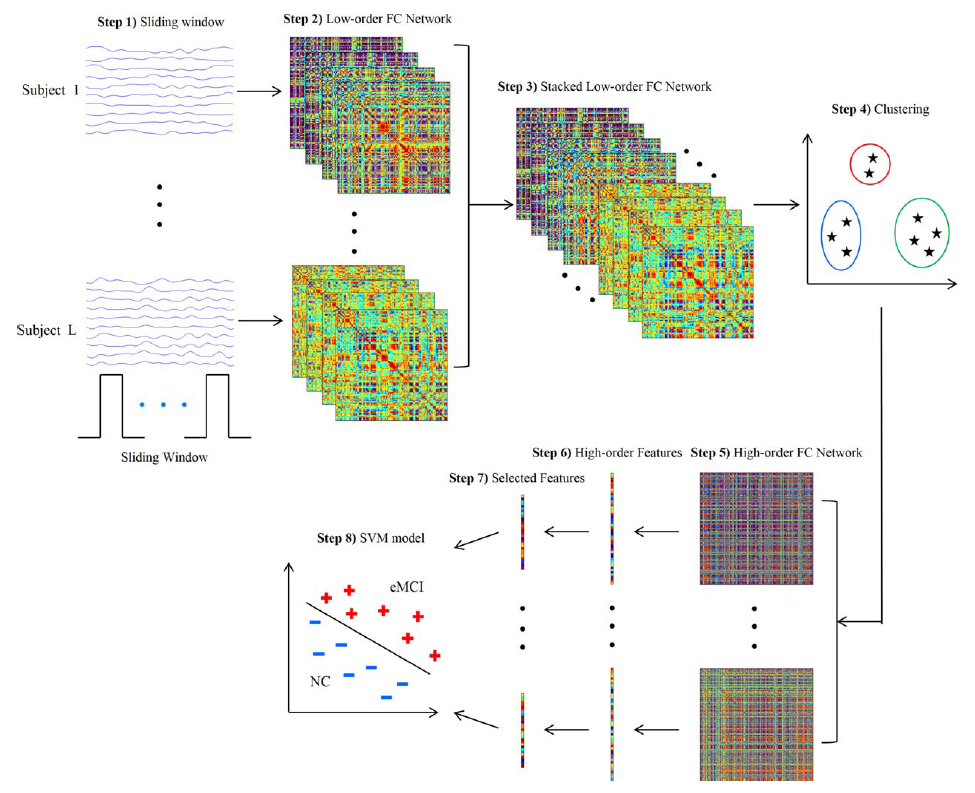 Step 1) Sliding window
Step 2) Low-order FC Network
Subject 1
Step 3) Stacked Low-order FC Network
Step 4) Clustering
Subject L
Sliding Window
Step 6) High-order Features
Step 5) High-order FC Network
Step 7) Selected Features
Step 8) SVM model
eMCI
NC